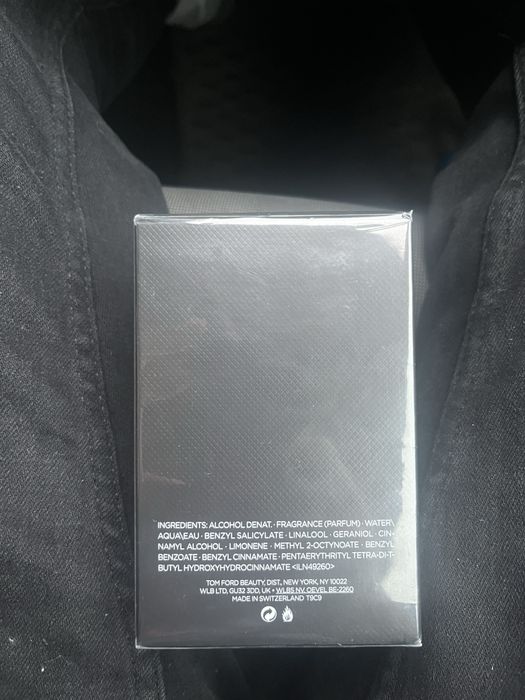 INGREDIENTS: ALCOHOL DENAT. · FRAGRANCE (PARFUM) · WATER\
AQUA\EAU · BENZYL SALICYLATE · LINALOOL · GERANIOL · CIN-
NAMYL ALCOHOL · LIMONENE · METHYL 2-OCTYNOATE · BENZYL
BENZOATE · BENZYL CINNAMATE · PENTAERYTHRITYL TETRA-DI-T-
BUTYL HYDROXYHYDROCINNAMATE <ILN49260>
TOM FORD BEAUTY, DIST, NEW YORK, NY 10022
WLB LTD, GU32 3DD, UK • WLBS NV, OEVEL BE-2260
MADE IN SWITZERLAND T9C9